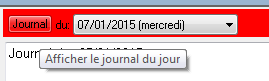 Journal du: 07/01/2015 (mercredi)
Journ
Afficher le journal du jour